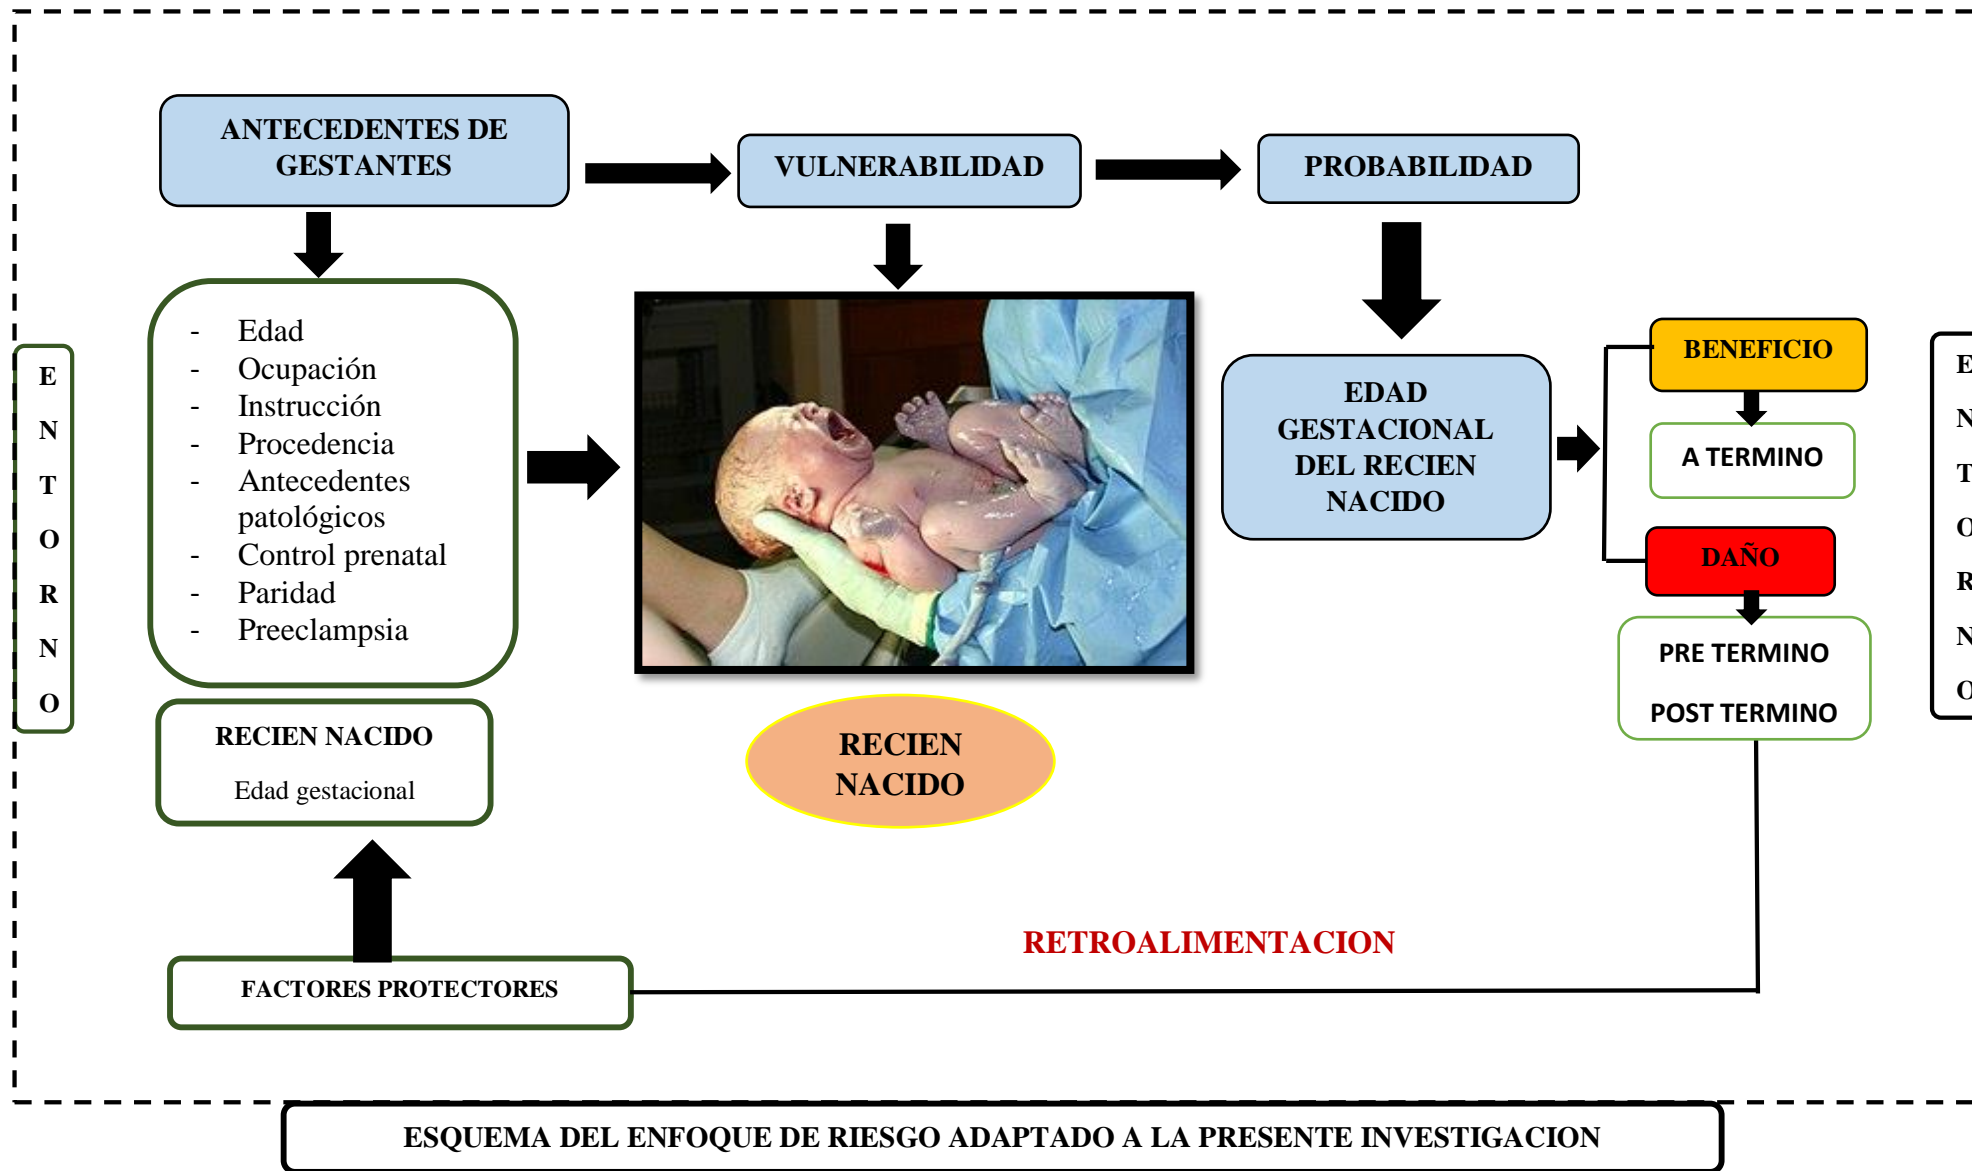 ANTECEDENTES DE
GESTANTES
VULNERABILIDAD
PROBABILIDAD
E
N
T
O
R
N
O
- Edad
- Ocupación
- Instrucción
- Procedencia
- Antecedentes
patológicos
- Control prenatal
- Paridad
- Preeclampsia
RECIEN NACIDO
Edad gestacional
RECIEN
NACIDO
EDAD
GESTACIONAL
DEL RECIEN
NACIDO
BENEFICIO
A TERMINO
DAÑO
PRE TERMINO
POST TERMINO
E
N
T
O
R
N
O
RETROALIMENTACION
FACTORES PROTECTORES
ESQUEMA DEL ENFOQUE DE RIESGO ADAPTADO A LA PRESENTE INVESTIGACION